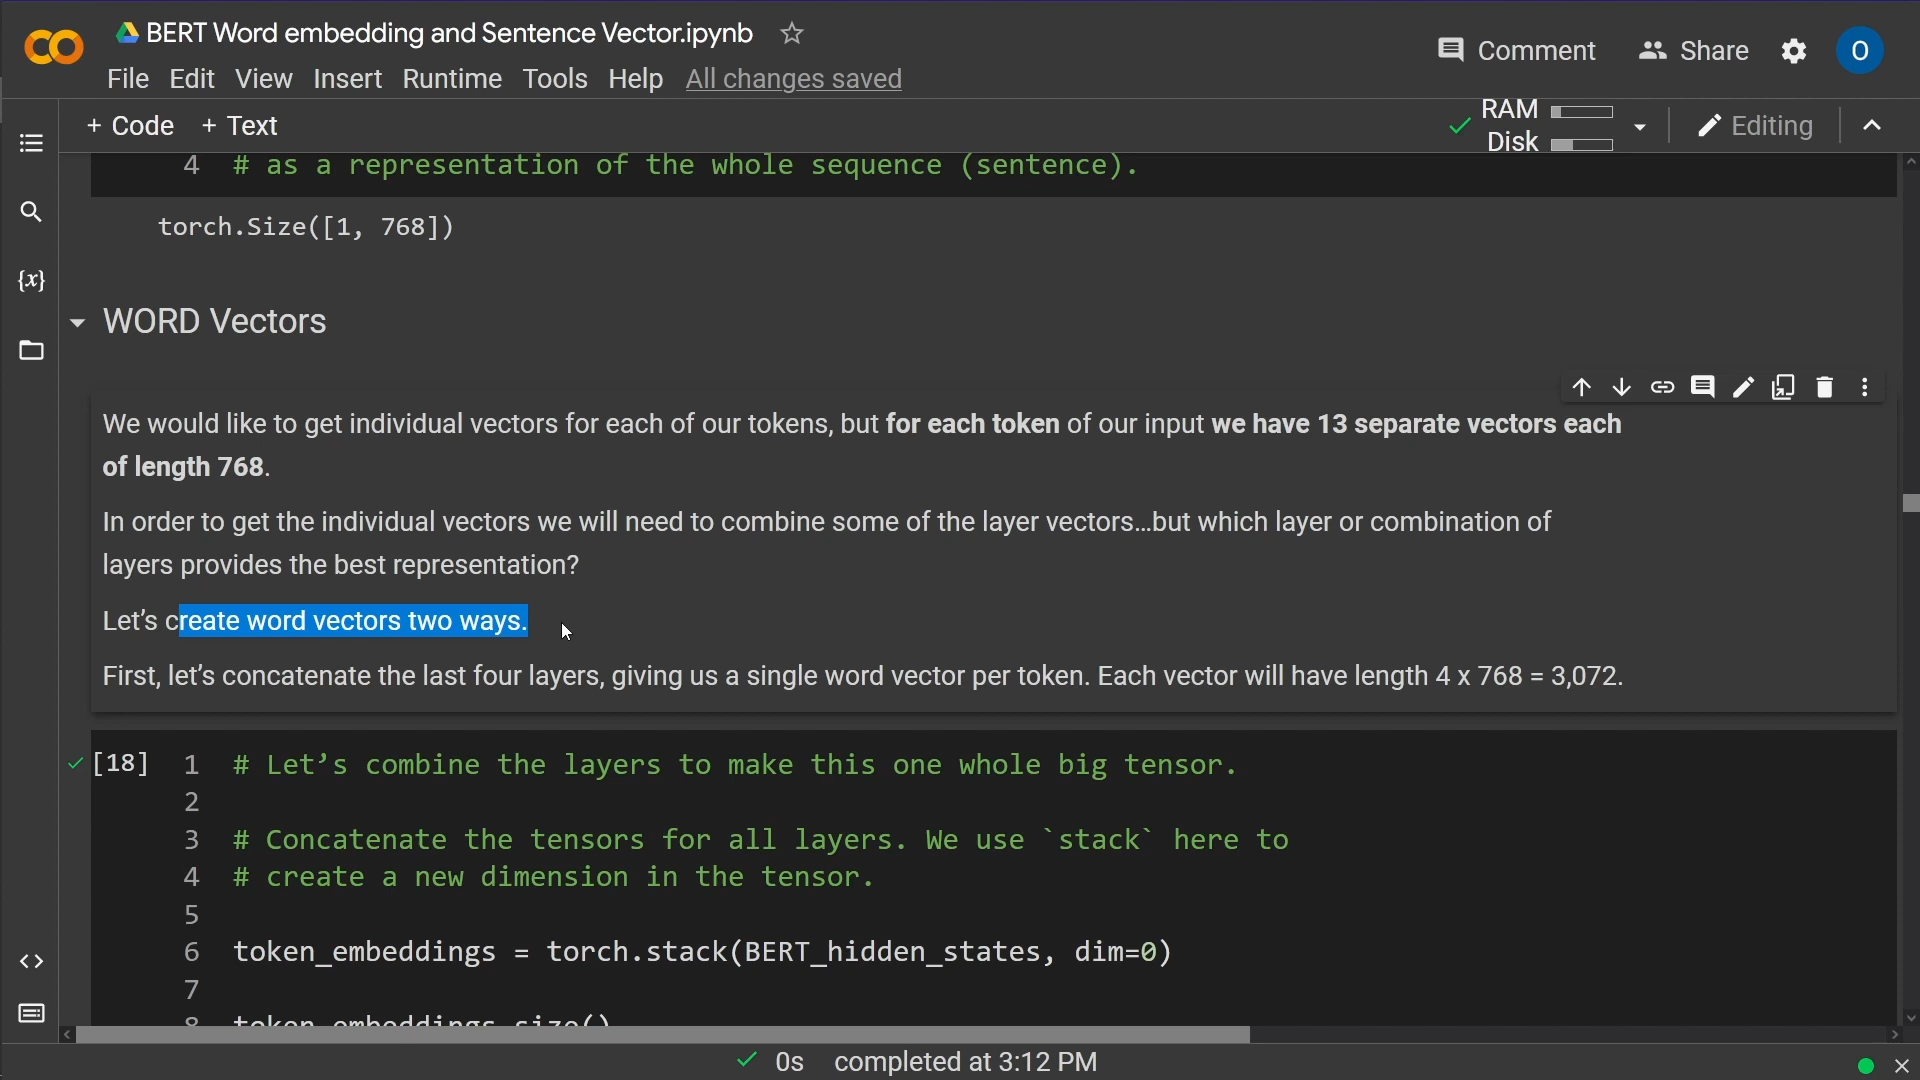 BERT Word embedding and Sentence Vector.ipynb
Comment Share O
File Edit View Insert Runtime Tools Help All changes saved
+ Code + Text
RAM
Disk
Editing
4 # as a representation of the whole sequence (sentence).
torch.Size([1, 768])
{x}
WORD Vectors
We would like to get individual vectors for each of our tokens, but for each token of our input we have 13 separate vectors each
of length 768.
In order to get the individual vectors we will need to combine some of the layer vectors...but which layer or combination of
layers provides the best representation?
Let's create word vectors two ways.
First, let's concatenate the last four layers, giving us a single word vector per token. Each vector will have length 4 x 768 = 3,072.
[18] 1 # Let's combine the layers to make this one whole big tensor.
2
3 # Concatenate the tensors for all layers. We use `stack` here to
4 # create a new dimension in the tensor.
5
6 token_embeddings = torch.stack(BERT_hidden_states, dim=0)
7
8 token_embeddings.size()
0s completed at 3:12 PM